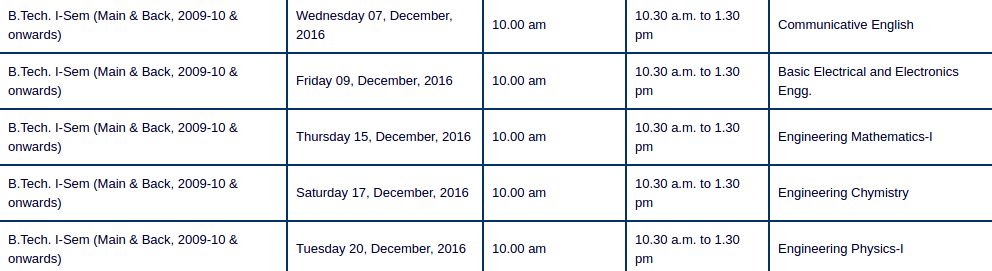 B.Tech. I-Sem (Main & Back, 2009-10 &
onwards)
Wednesday 07, December,
2016
10.00 am
10.30 a.m. to 1.30
pm
Communicative English
B.Tech. I-Sem (Main & Back, 2009-10 &
onwards)
Friday 09, December, 2016
10.00 am
10.30 a.m. to 1.30
pm
Basic Electrical and Electronics
Engg.
B.Tech. I-Sem (Main & Back, 2009-10 &
onwards)
Thursday 15, December, 2016
10.00 am
10.30 a.m. to 1.30
pm
Engineering Mathematics-I
B.Tech. I-Sem (Main & Back, 2009-10 &
onwards)
Saturday 17, December, 2016
10.00 am
10.30 a.m. to 1.30
pm
Engineering Chymistry
B.Tech. I-Sem (Main & Back, 2009-10 &
onwards)
Tuesday 20, December, 2016
10.00 am
10.30 a.m. to 1.30
pm
Engineering Physics-I